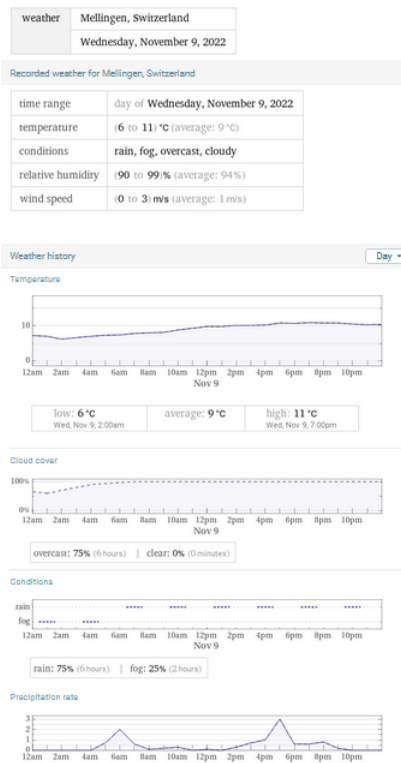 weather Mellingen, Switzerland
Wednesday, November 9, 2022
Recorded weather for Mellingen, Switzerland
time range day of Wednesday, November 9, 2022
temperature (6 to 11) °C (average: 9 °C)
conditions rain, fog, overcast, cloudy
relative humidity (90 to 99)% (average: 94%)
wind speed (0 to 3) m/s (average: 1 m/s)
Weather history Day
Temperature
10
0
12am 2am 4am 6am 8am 10am 12pm 2pm 4pm 6pm 8pm 10pm
Nov 9
low: 6 °C average: 9 °C high: 11 °C
Wed, Nov 9, 2:00am Wed, Nov 9, 7:00pm
Cloud cover
100%
0%
12am 2am 4am 6am 8am 10am 12pm 2pm 4pm 6pm 8pm 10pm
Nov 9
overcast: 75% (6 hours) | clear: 0% (0 minutes)
Conditions
rain
fog
12am 2am 4am 6am 8am 10am 12pm 2pm 4pm 6pm 8pm 10pm
Nov 9
rain: 75% (6 hours) | fog: 25% (2 hours)
Precipitation rate
3
2
1
0
12am 2am 4am 6am 8am 10am 12pm 2pm 4pm 6pm 8pm 10pm